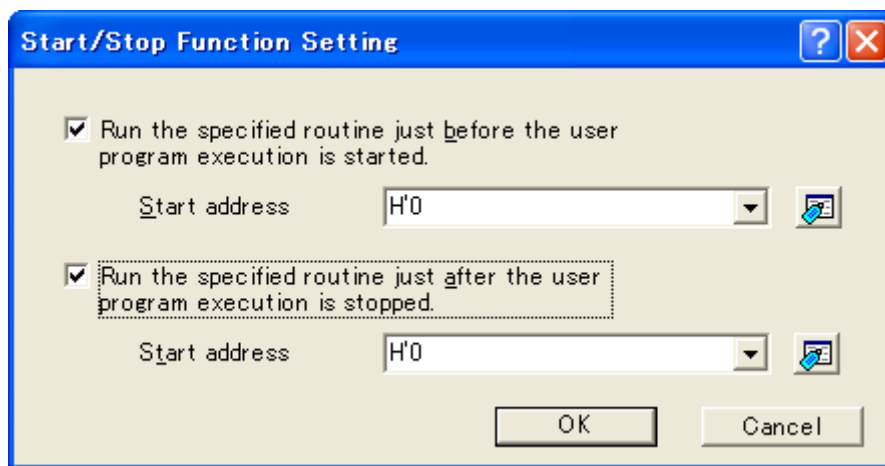 Start/Stop Function Setting
Run the specified routine just before the user
program execution is started.
Start address
H'0
Run the specified routine just after the user
program execution is stopped.
Start address
H'0
OK
Cancel